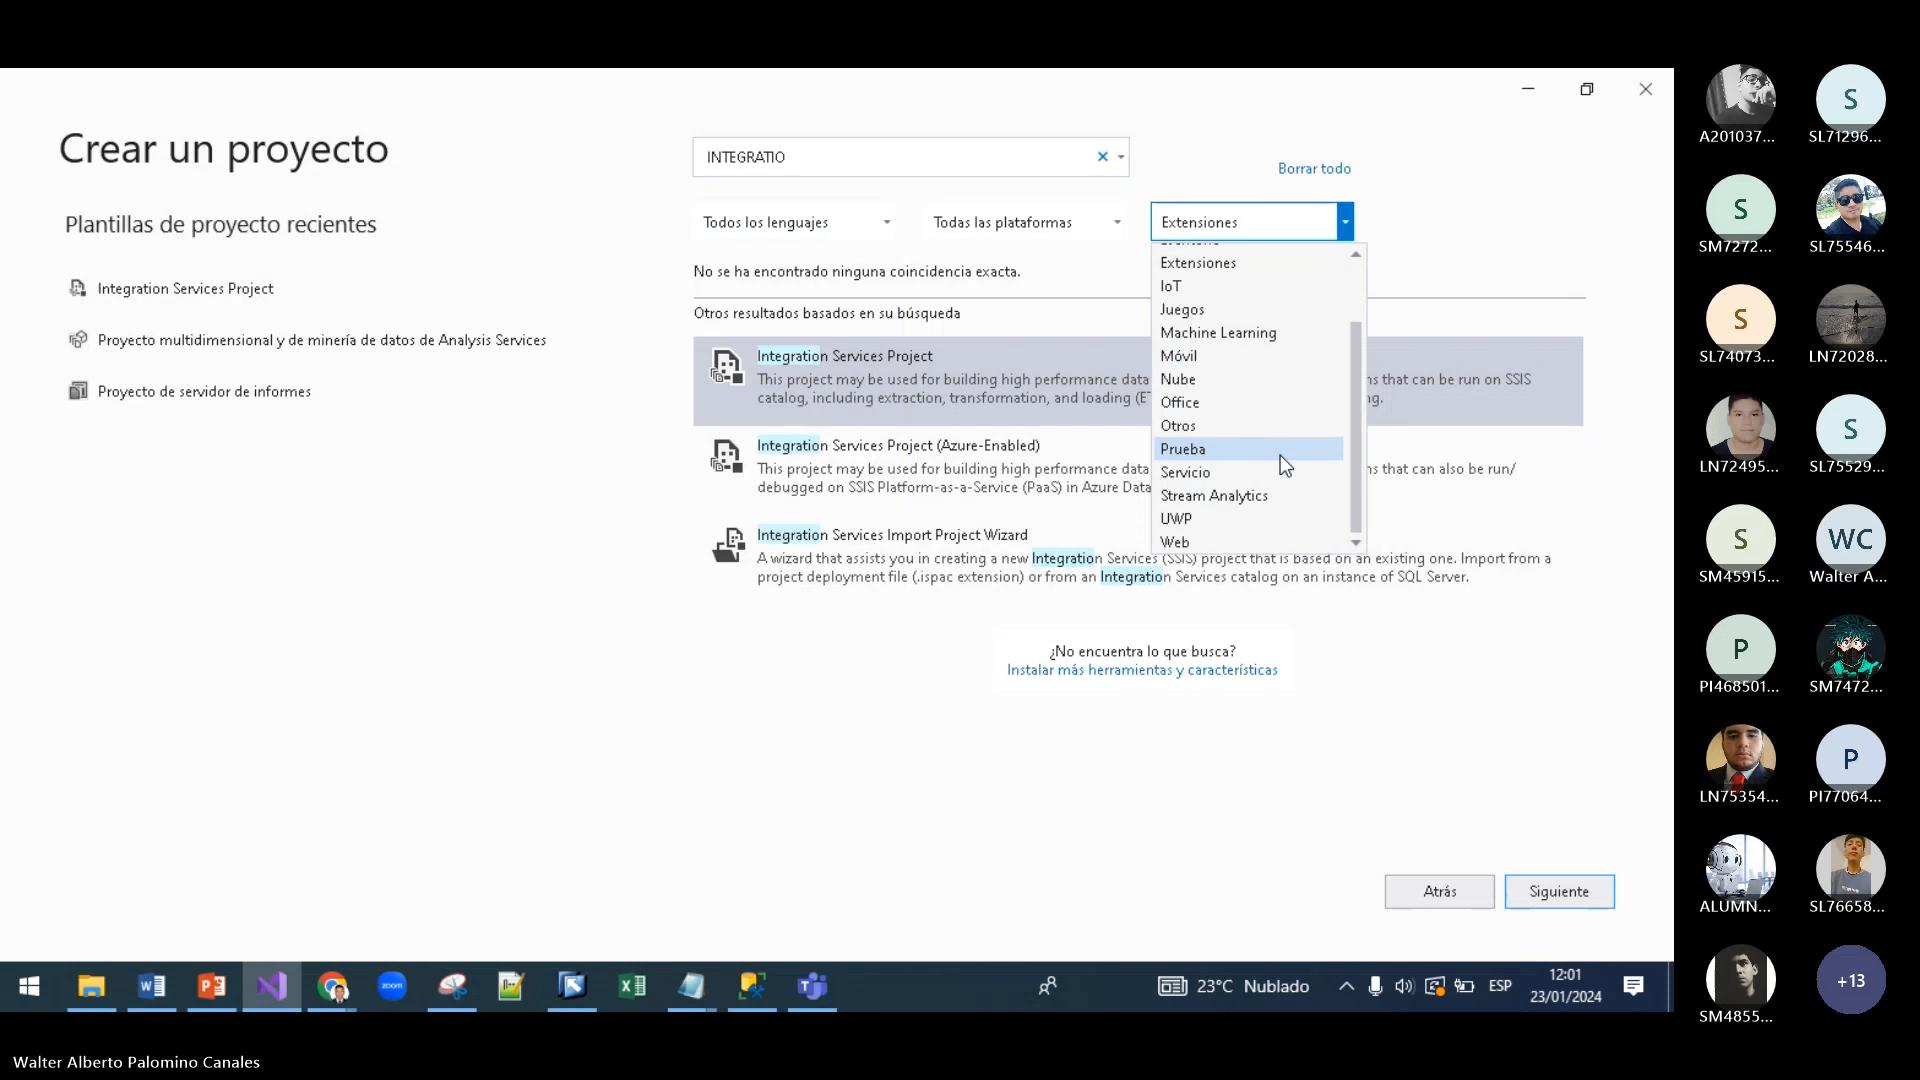 Crear un proyecto
Plantillas de proyecto recientes
Integration Services Project
Proyecto multidimensional y de minería de datos de Analysis Services
Proyecto de servidor de informes
INTEGRATIO
Borrar todo
Todos los lenguajes
Todas las plataformas
Extensiones
No se ha encontrado ninguna coincidencia exacta.
Otros resultados basados en su búsqueda
Integration Services Project
This project may be used for building high performance data
ns that can be run on SSIS
catalog, including extraction, transformation, and loading (E
g.
Integration Services Project (Azure-Enabled)
This project may be used for building high performance data
ns that can also be run/
debugged on SSIS Platform-as-a-Service (PaaS) in Azure Data
Integration Services Import Project Wizard
A wizard that assists you in creating a new Integration Services (SSIS) project that is based on an existing one. Import from a
project deployment file (.ispac extension) or from an Integration Services catalog on an instance of SQL Server.
Extensiones
IoT
Juegos
Machine Learning
Móvil
Nube
Office
Otros
Prueba
Servicio
Stream Analytics
UWP
Web
¿No encuentra lo que busca?
Instalar más herramientas y características
Atrás
Siguiente
zoom
23°C Nublado
ESP
12:01
23/01/2024
Walter Alberto Palomino Canales
A201037...
S
SL71296...
S
SM7272...
SL75546...
S
SL74073...
LN72028...
LN72495...
S
SL75529...
S
SM45915...
WC
Walter A...
P
PI468501...
SM7472...
LN75354...
P
PI77064...
ALUMN...
SL76658...
SM4855...
+13